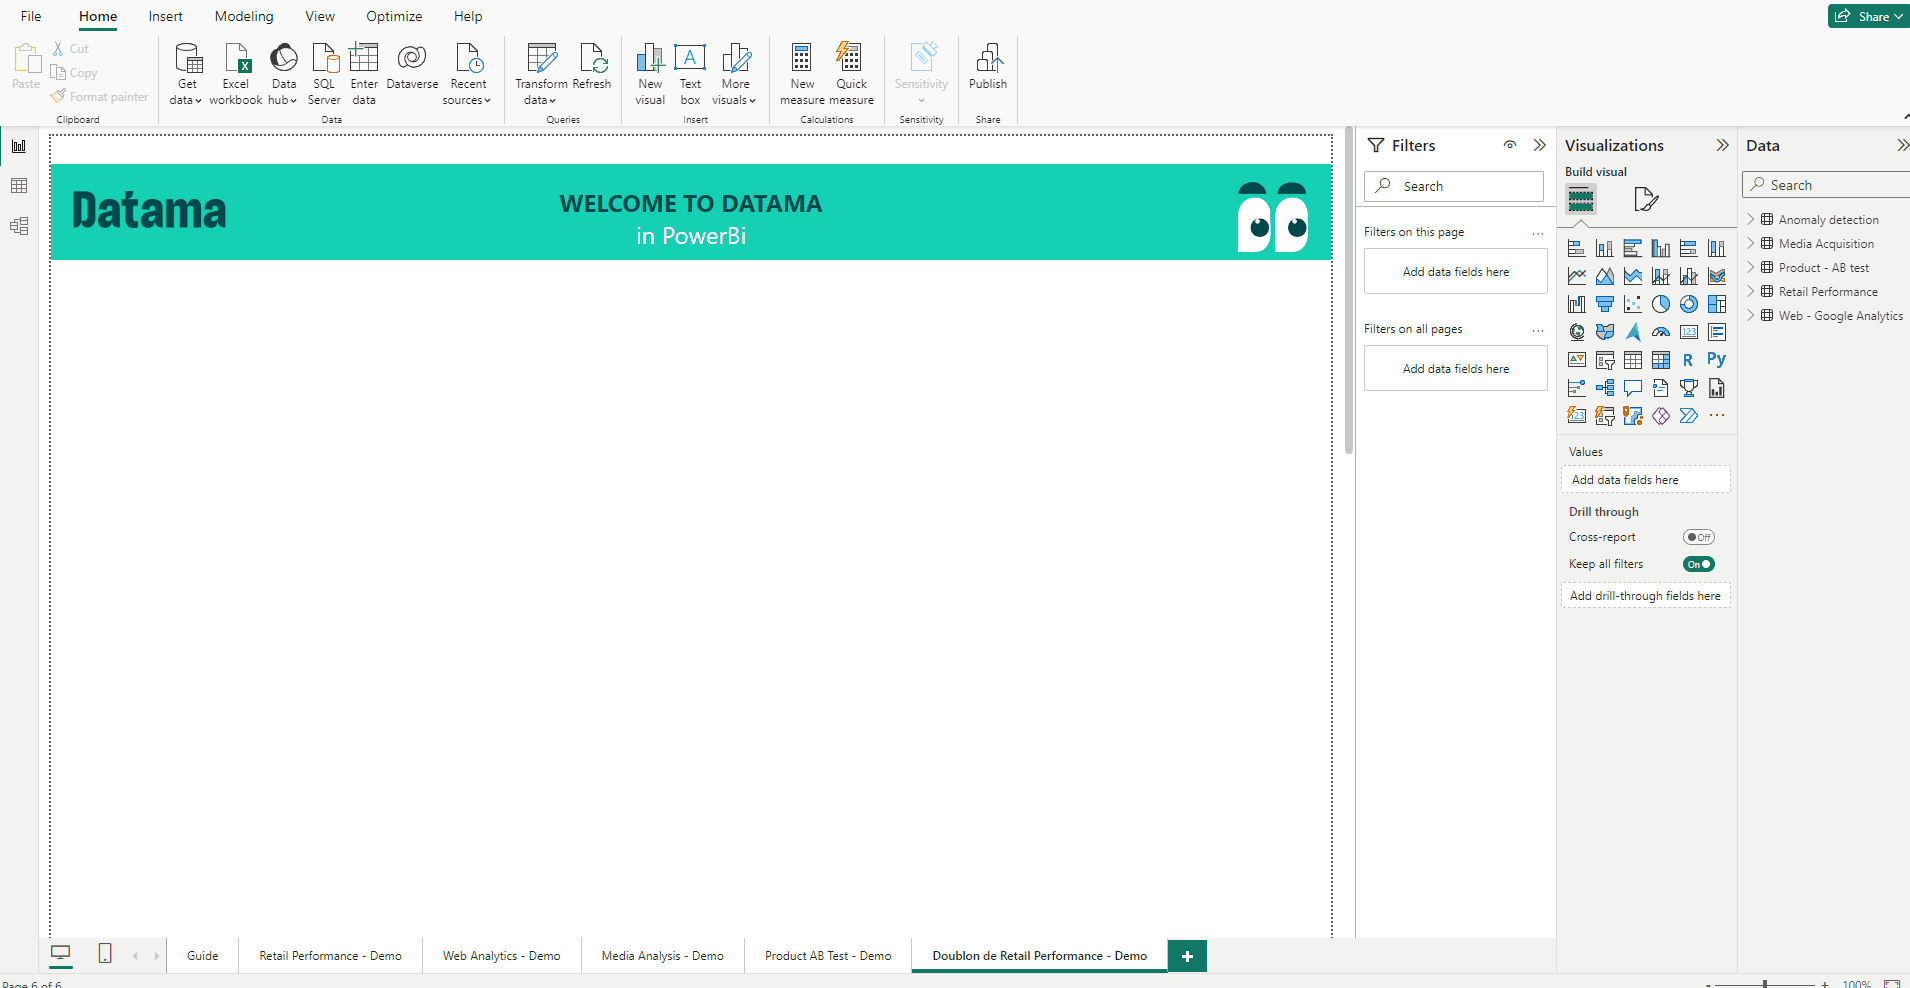 File Home Insert Modeling View Optimize Help
Share
Paste
Cut
Copy
Format painter
Clipboard
Get data
Excel workbook
Data hub
SQL Server
Enter data
Dataverse
Recent sources
Data
Transform data
Refresh
Queries
New visual
Text box
A
More visuals
Insert
New measure
Quick measure
Calculations
Sensitivity
Sensitivity
Publish
Share
Datama
WELCOME TO DATAMA
in PowerBi
Filters
Search
Filters on this page
Add data fields here
Filters on all pages
Add data fields here
Visualizations
Build visual
123
R
Py
123
Values
Add data fields here
Drill through
Cross-report
Off
Keep all filters
On
Add drill-through fields here
Data
Search
Anomaly detection
Media Acquisition
Product - AB test
Retail Performance
Web - Google Analytics
Guide
Retail Performance - Demo
Web Analytics - Demo
Media Analysis - Demo
Product AB Test - Demo
Doublon de Retail Performance - Demo
+
Page 6 of 6
- + 100%